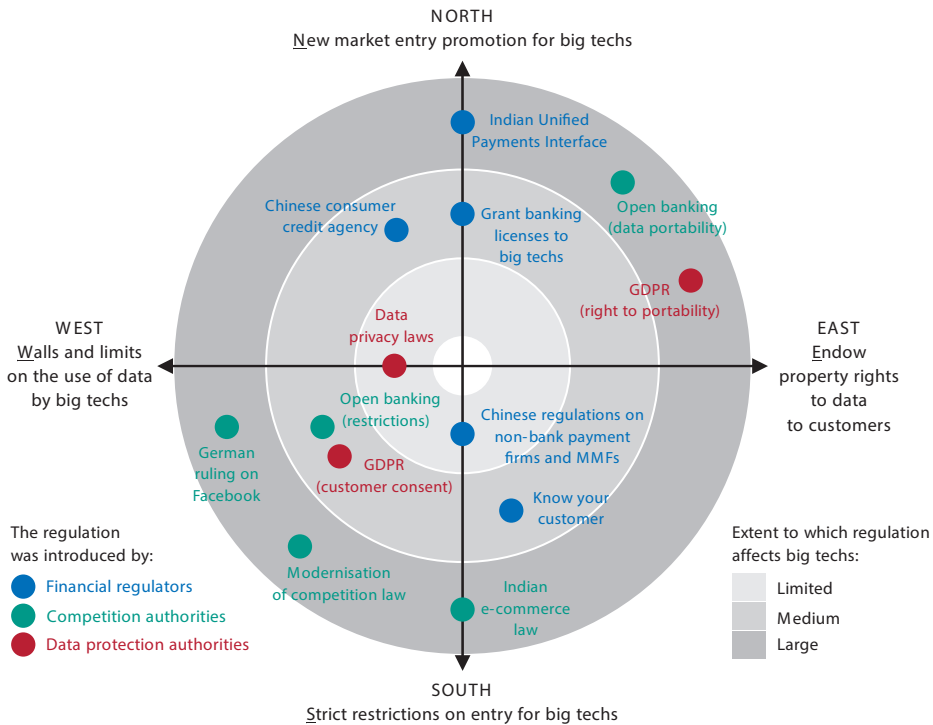 NORTH
New market entry promotion for big techs
Indian Unified
Payments Interface
Chinese consumer
credit agency
Grant banking
licenses to
big techs
Open banking
(data portability)
GDPR
(right to portability)
Data
privacy laws
WEST
Walls and limits
on the use of data
by big techs
EAST
Endow
property rights
to data
to customers
Open banking
(restrictions)
Chinese regulations on
non-bank payment
firms and MMFs
German
ruling on
Facebook
GDPR
(customer consent)
Know your
customer
Modernisation
of competition law
Indian
e-commerce
law
The regulation
was introduced by:
Financial regulators
Competition authorities
Data protection authorities
Extent to which regulation
affects big techs:
Limited
Medium
Large
SOUTH
Strict restrictions on entry for big techs